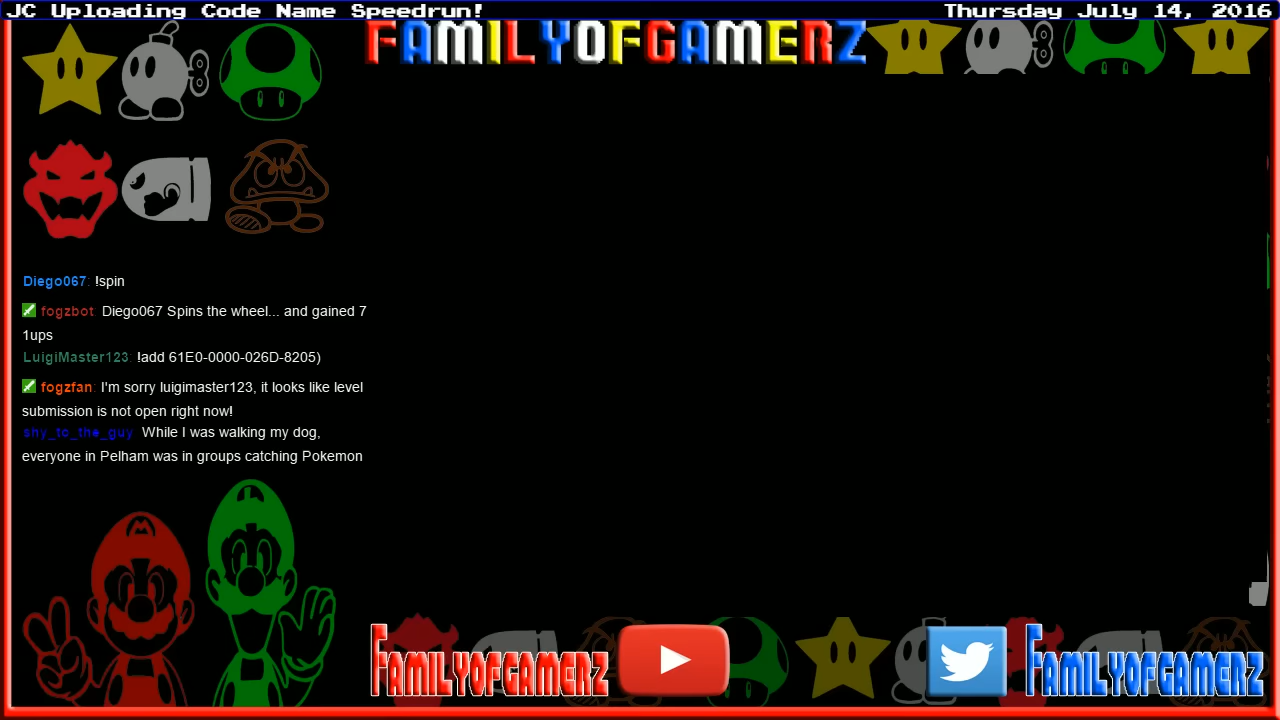 JC Uploading Code Name Speedrun!
Thursday July 14, 2016
FAMILYOFGAMERZ
Diego067: !spin
fogzbot: Diego067 Spins the wheel... and gained 7
1ups
LuigiMaster123: !add 61E0-0000-026D-8205)
fogzfan: I'm sorry luigimaster123, it looks like level
submission is not open right now!
shy_to_the_guy: While I was walking my dog,
everyone in Pelham was in groups catching Pokemon
FAMILYOFGAMERZ
FAMILYOFGAMERZ